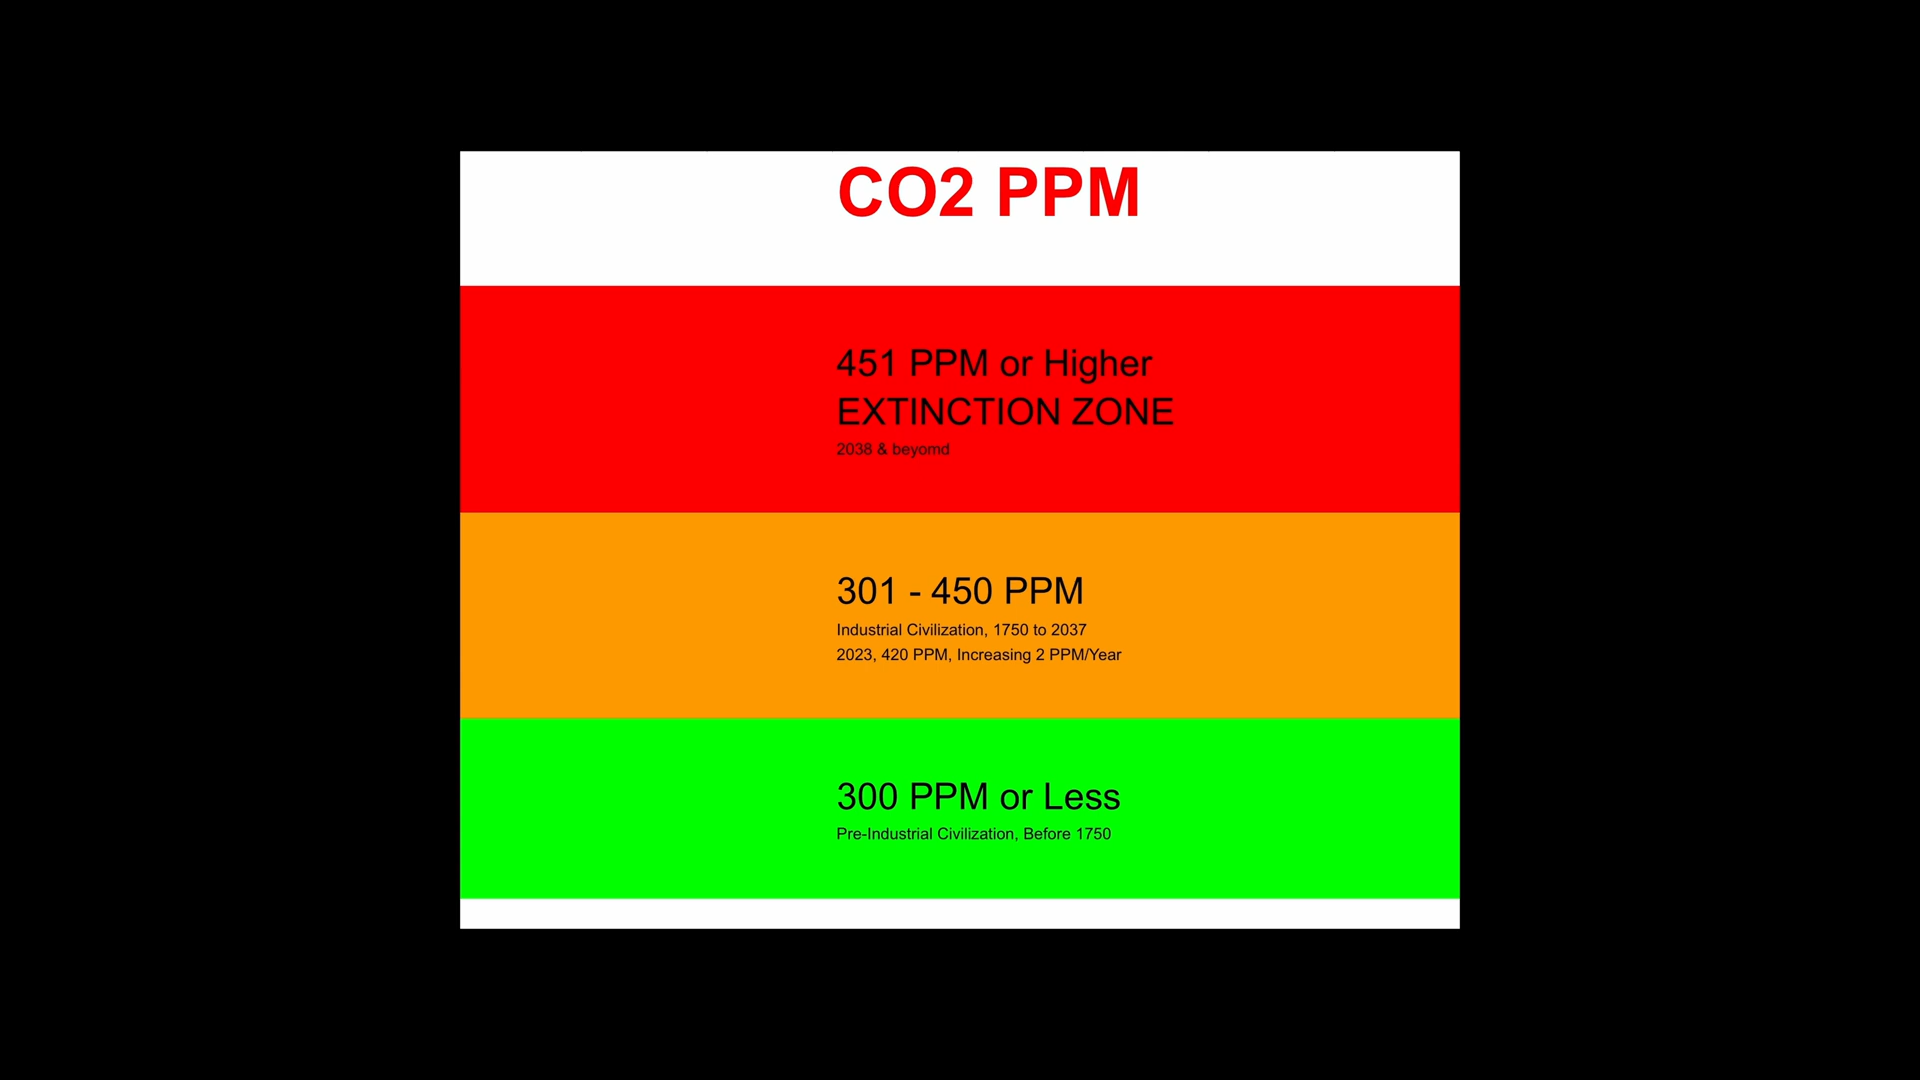 CO2 PPM
451 PPM or Higher
EXTINCTION ZONE
2038 & beyomd
301 - 450 PPM
Industrial Civilization, 1750 to 2037
2023, 420 PPM, Increasing 2 PPM/Year
300 PPM or Less
Pre-Industrial Civilization, Before 1750